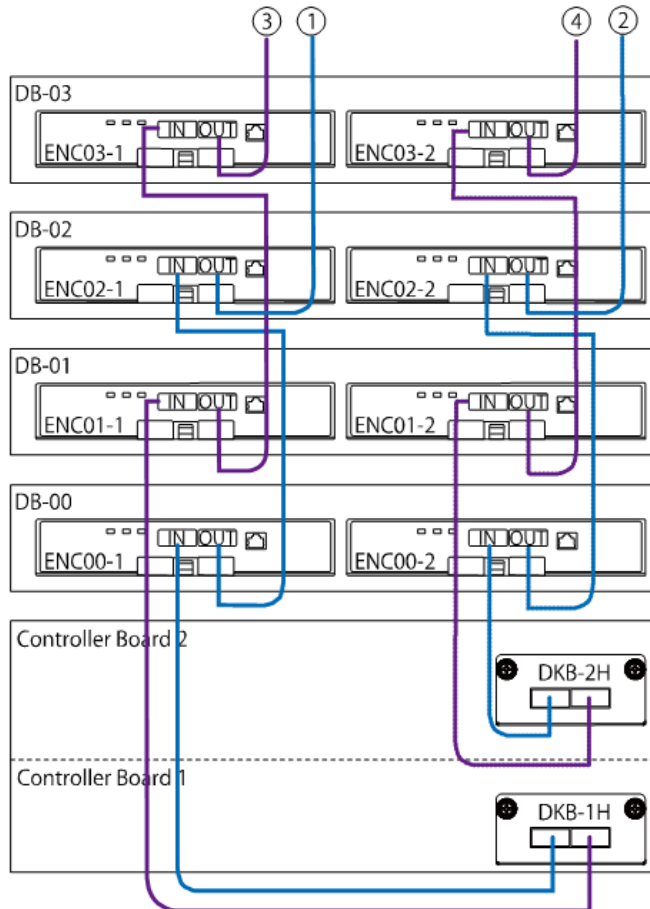 ③ ① ④ ②
DB-03
IN OUT IN OUT
ENC03-1 ENC03-2
DB-02
IN OUT IN OUT
ENC02-1 ENC02-2
DB-01
IN OUT IN OUT
ENC01-1 ENC01-2
DB-00
IN OUT IN OUT
ENC00-1 ENC00-2
Controller Board 2
DKB-2H
Controller Board 1
DKB-1H